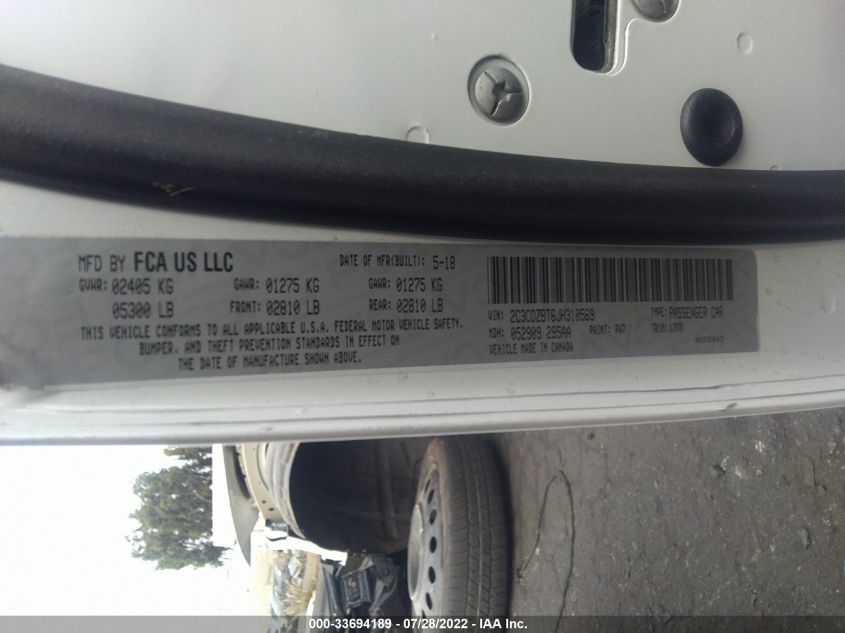 MFD BY FCA US LLC DATE OF MFR(BUILT): 5-18
GVWR: 02405 KG GAWR: 01275 KG GAWR: 01275 KG
05300 LB FRONT: 02810 LB REAR: 02810 LB
THIS VEHICLE CONFORMS TO ALL APPLICABLE U.S.A. FEDERAL MOTOR VEHICLE SAFETY,
BUMPER, AND THEFT PREVENTION STANDARDS IN EFFECT ON
THE DATE OF MANUFACTURE SHOWN ABOVE.
VIN: 2C3CDZBT6JH310569 TYPE: PASSENGER CAR
MDH: 052909 295AA PAINT: PW7 TRIM:
VEHICLE MADE IN CANADA
000-33694189 - 07/28/2022 - IAA Inc.